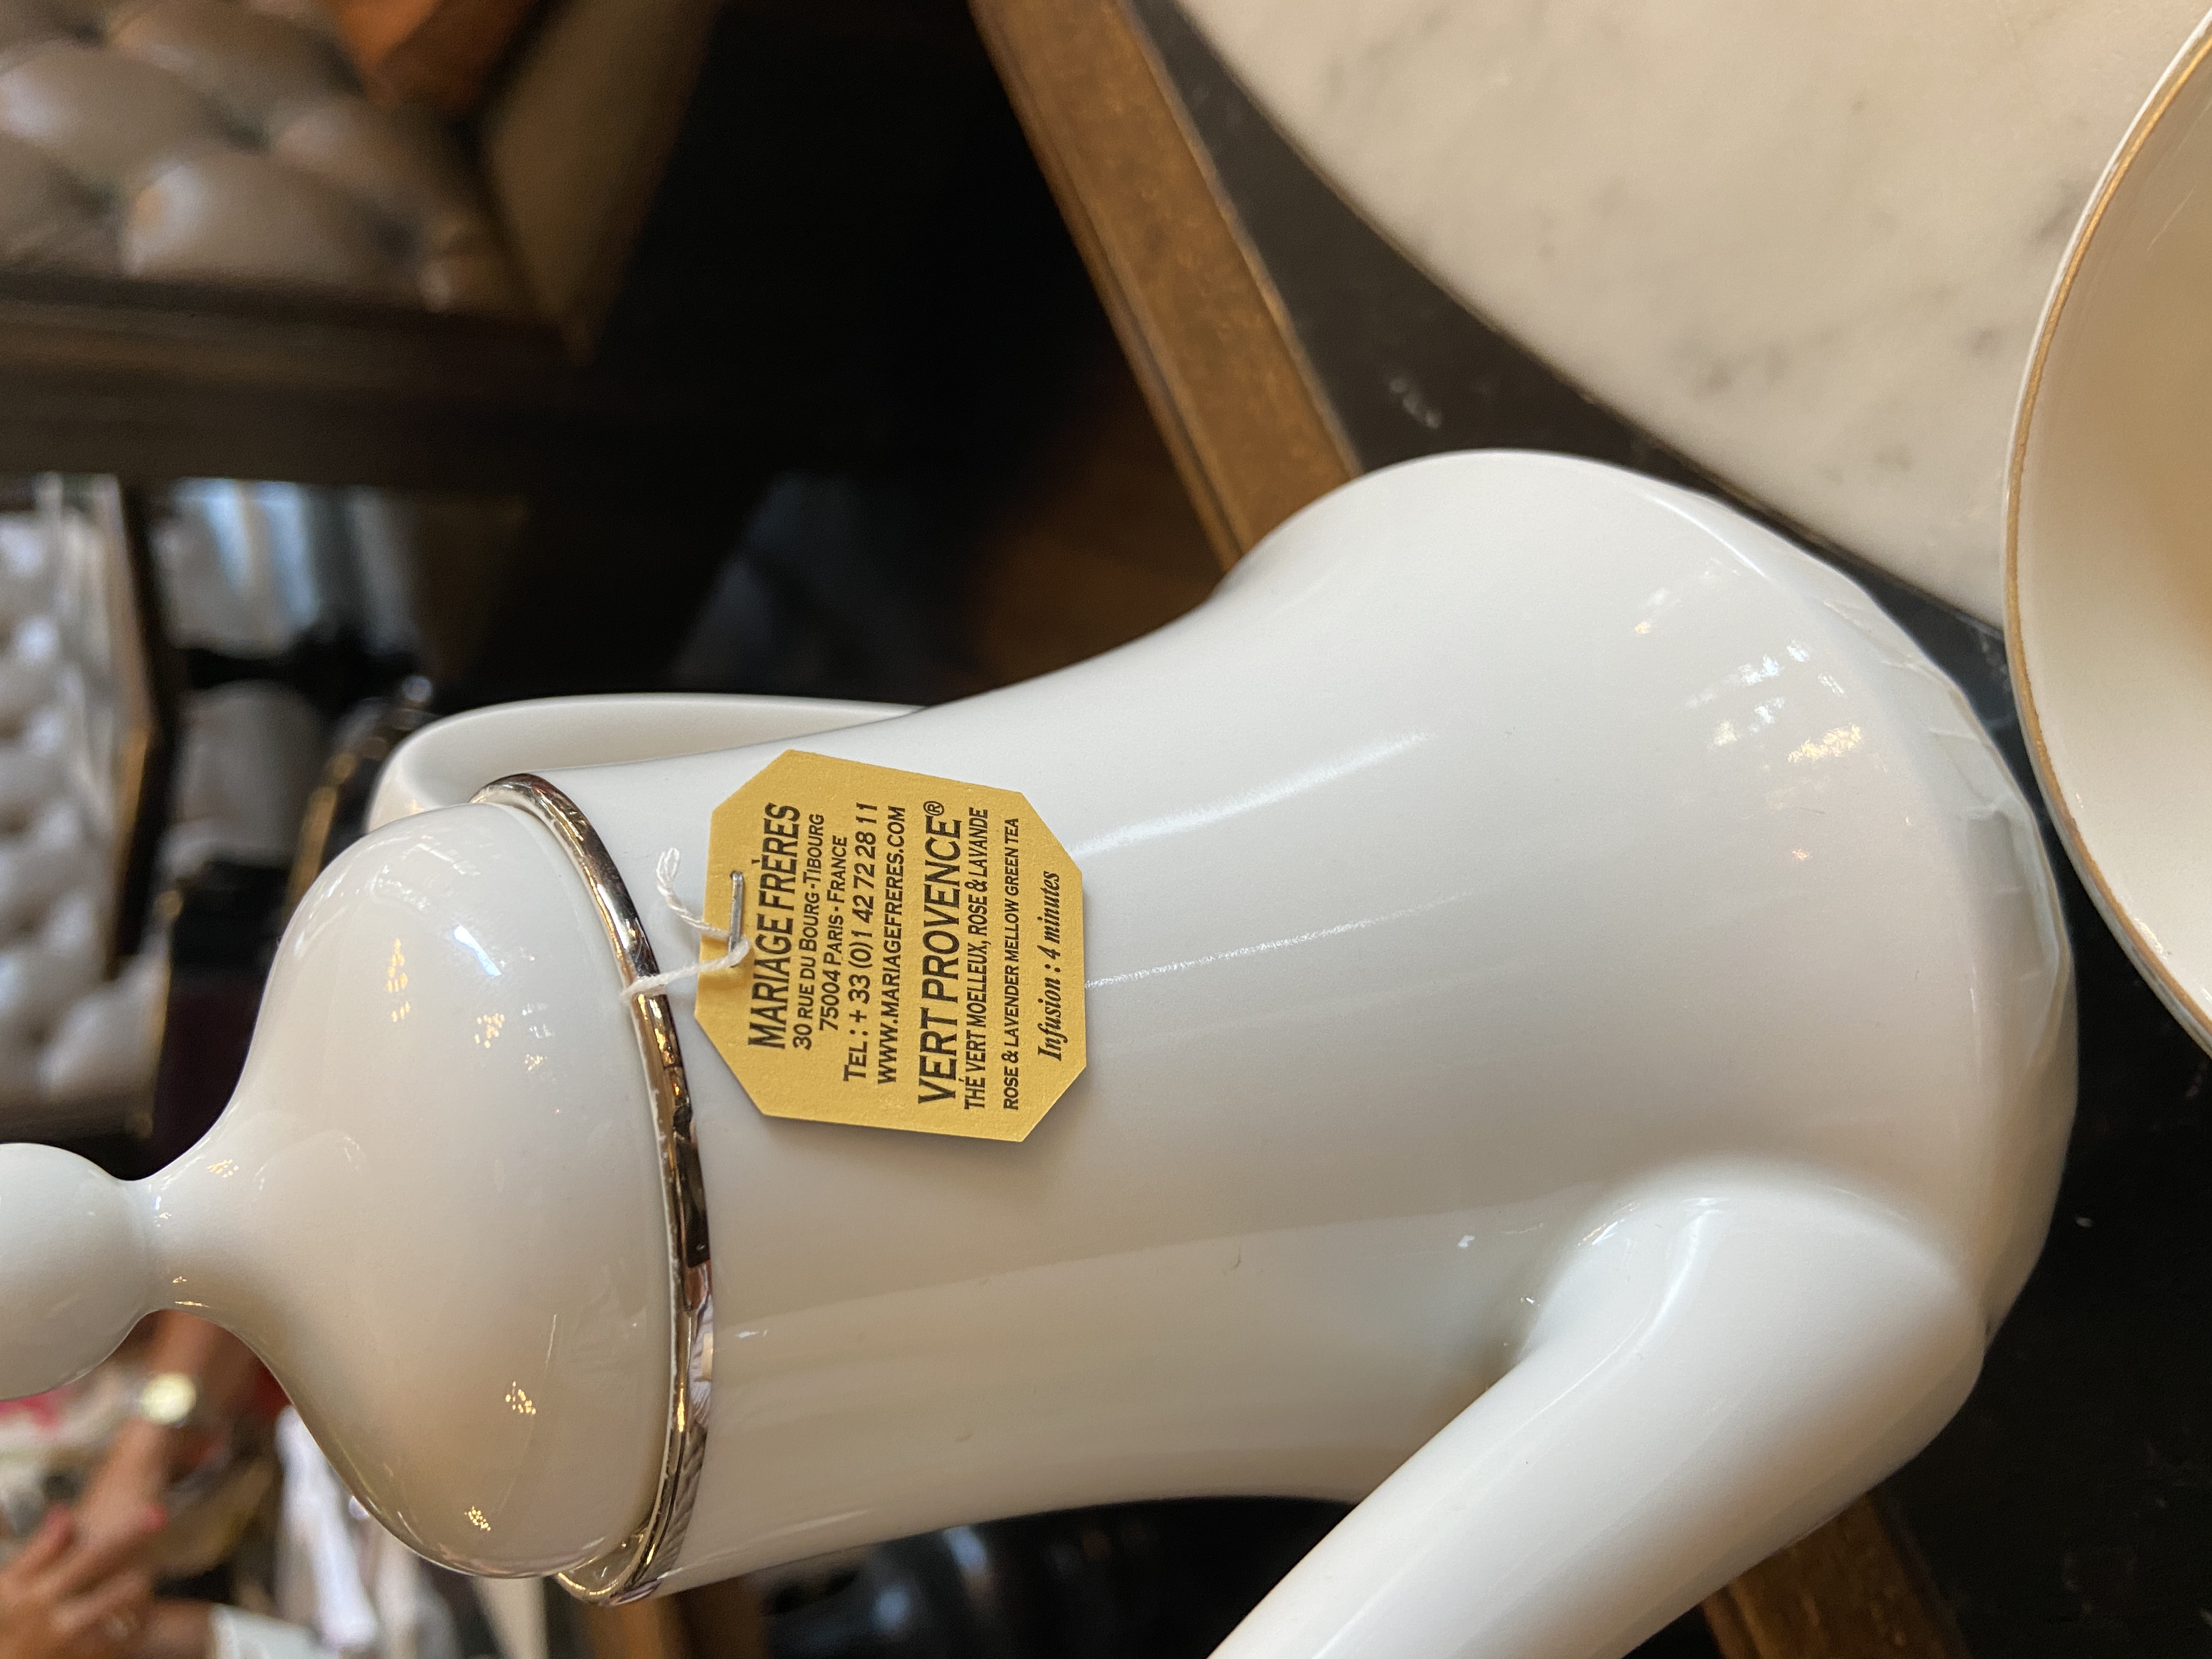 MARIAGE FRÈRES
30 RUE DU BOURG-TIBOURG
75004 PARIS - FRANCE
TEL : + 33 (0)1 42 72 28 11
WWW.MARIAGEFRERES.COM
VERT PROVENCE®
THÉ VERT MOELLEUX, ROSE & LAVANDE
ROSE & LAVENDER MELLOW GREEN TEA
Infusion : 4 minutes